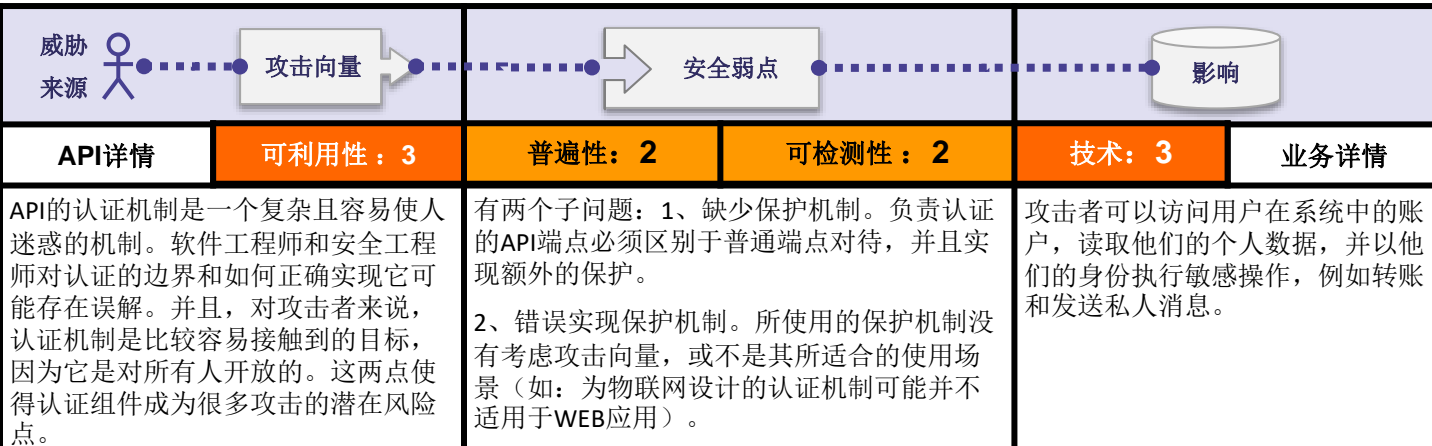 威胁
来源
攻击向量
安全弱点
影响
API详情
可利用性 ：3
普遍性：2
可检测性 ：2
技术：3
业务详情
API的认证机制是一个复杂且容易使人
迷惑的机制。软件工程师和安全工程
师对认证的边界和如何正确实现它可
能存在误解。并且，对攻击者来说，
认证机制是比较容易接触到的目标，
因为它是对所有人开放的。这两点使
得认证组件成为很多攻击的潜在风险
点。
有两个子问题：1、缺少保护机制。负责认证
的API端点必须区别于普通端点对待，并且实
现额外的保护。
2、错误实现保护机制。所使用的保护机制没
有考虑攻击向量，或不是其所适合的使用场
景（如：为物联网设计的认证机制可能并不
适用于WEB应用）。
攻击者可以访问用户在系统中的账
户，读取他们的个人数据，并以他
们的身份执行敏感操作，例如转账
和发送私人消息。